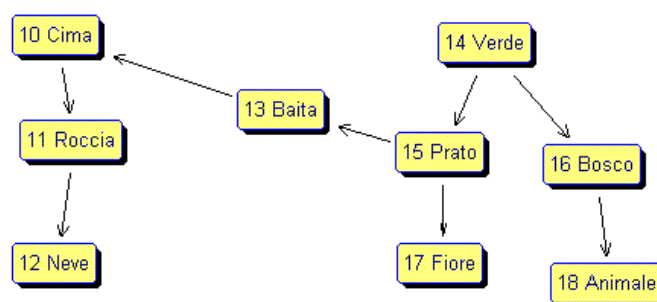 10 Cima
14 Verde
13 Baita
11 Roccia
15 Prato
16 Bosco
12 Neve
17 Fiore
18 Animale